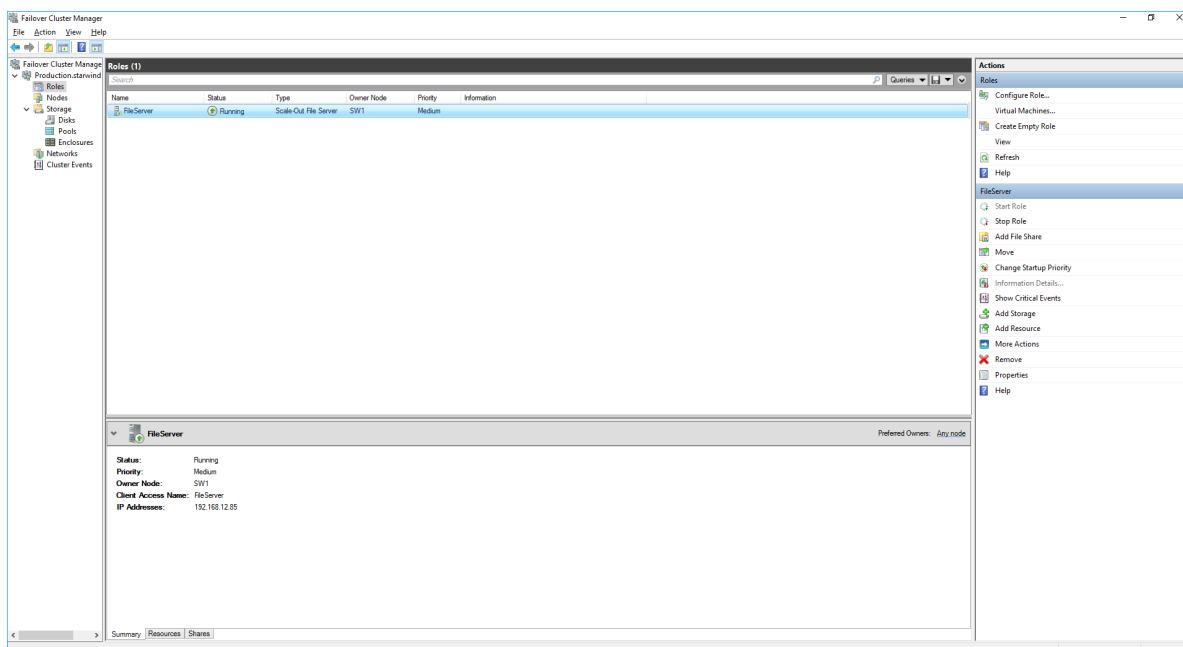 Failover Cluster Manager
File Action View Help
Failover Cluster Manage
Production.starwind
Roles
Nodes
Storage
Disks
Pools
Enclosures
Networks
Cluster Events
Roles (1)
Search
Queries
Name Status Type Owner Node Priority Information
FileServer Running Scale-Out File Server SW1 Medium
FileServer
Preferred Owners: Any node
Status: Running
Priority: Medium
Owner Node: SW1
Client Access Name: FileServer
IP Addresses: 192.168.12.85
Summary Resources Shares
Actions
Roles
Configure Role...
Virtual Machines...
Create Empty Role
View
Refresh
Help
FileServer
Start Role
Stop Role
Add File Share
Move
Change Startup Priority
Information Details...
Show Critical Events
Add Storage
Add Resource
More Actions
Remove
Properties
Help